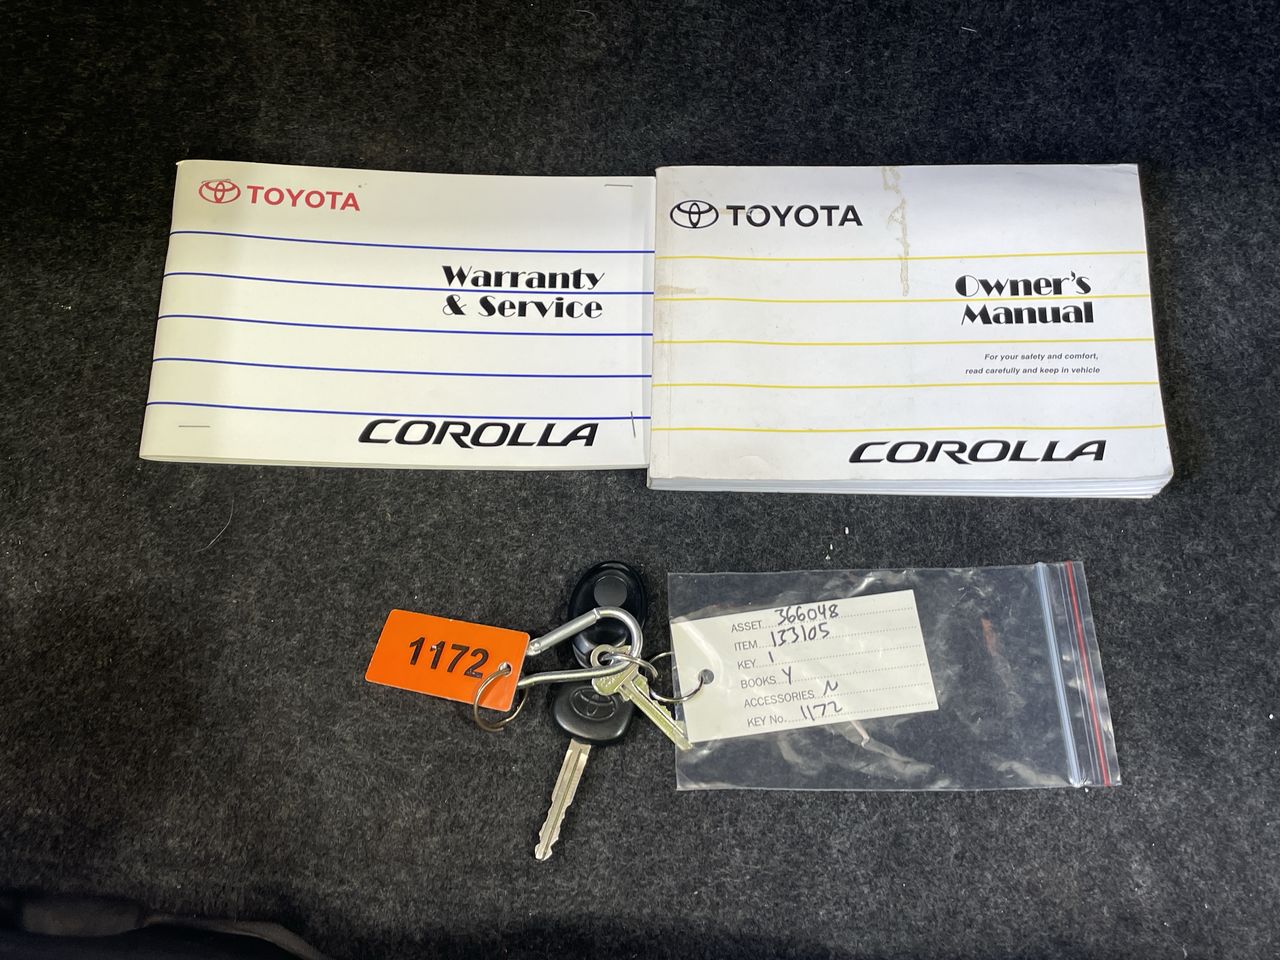 TOYOTA
Warranty
& Service
COROLLA
TOYOTA
Owner's
Manual
For your safety and comfort,
read carefully and keep in vehicle
COROLLA
1172
ASSET 366048
ITEM 133105
KEY 1
BOOKS Y
ACCESSORIES N
KEY No. 1172